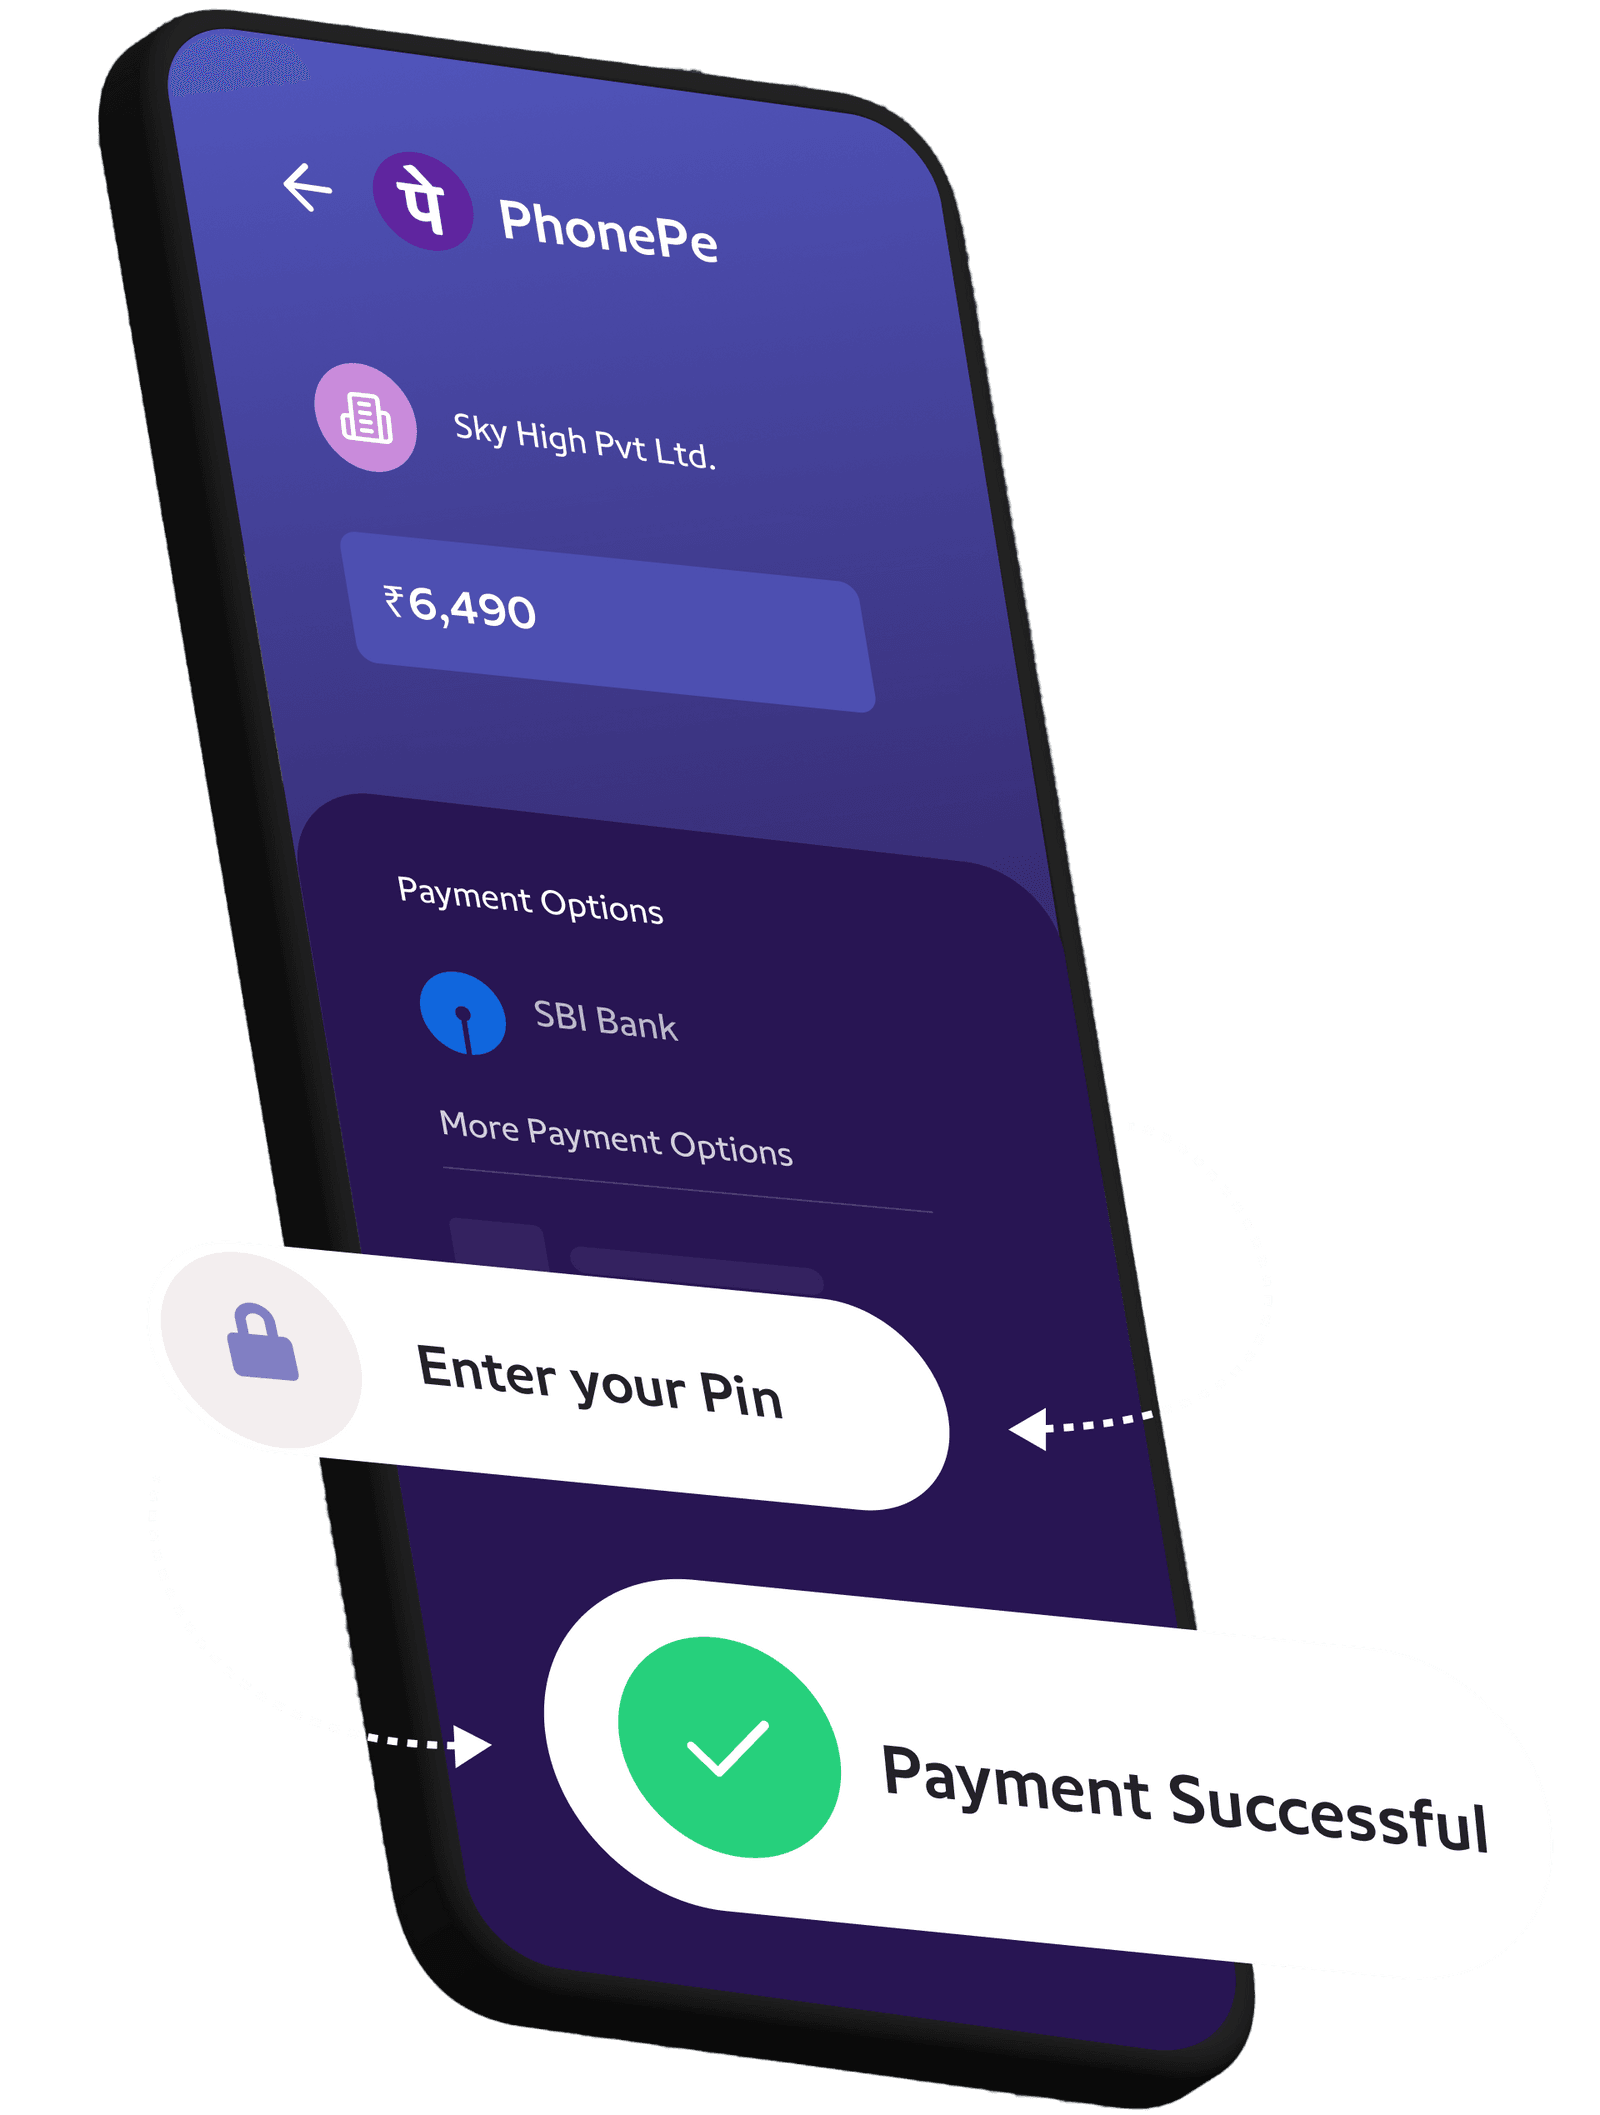 पे PhonePe
Sky High Pvt Ltd.
₹6,490
Payment Options
SBI Bank
More Payment Options
Enter your Pin
Payment Successful